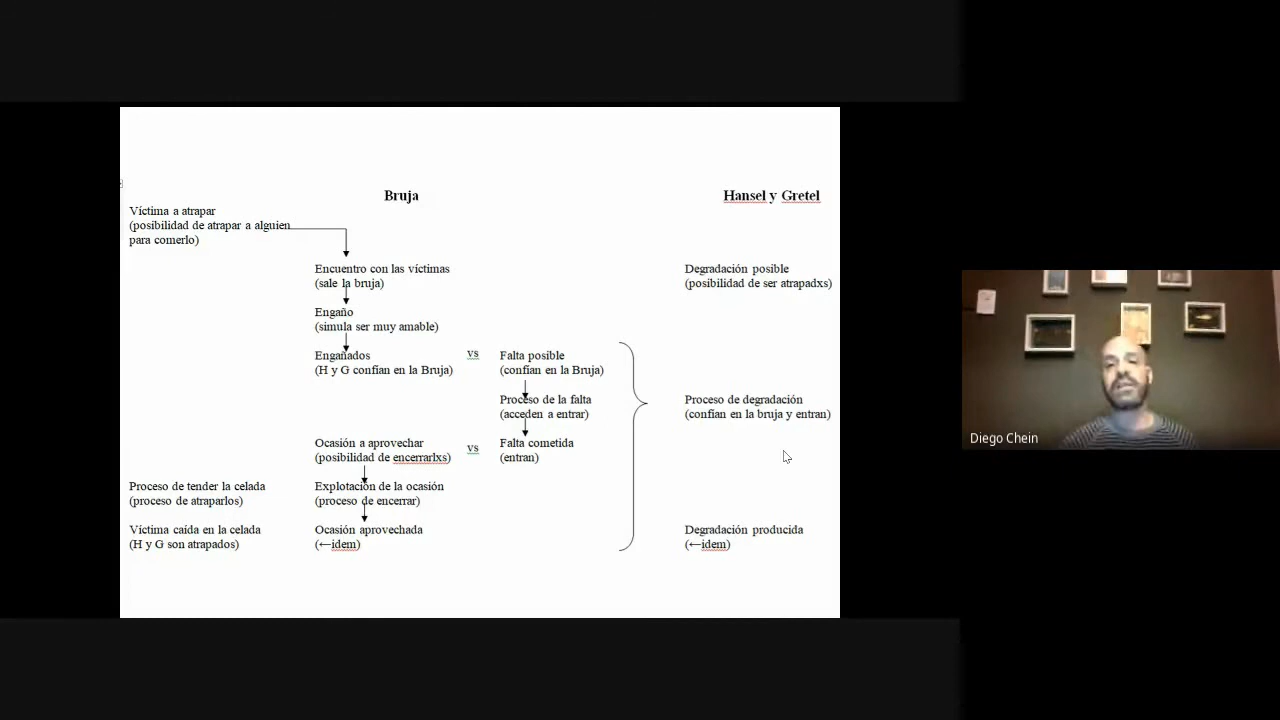 Bruja
Hansel y Gretel
Víctima a atrapar
(posibilidad de atrapar a alguien
para comerlo)
Encuentro con las víctimas
(sale la bruja)
Degradación posible
(posibilidad de ser atrapadxs)
Engaño
(simula ser muy amable)
Engañados
(H y G confían en la Bruja)
vs
Falta posible
(confían en la Bruja)
Proceso de la falta
(acceden a entrar)
Proceso de degradación
(confían en la bruja y entran)
Ocasión a aprovechar
(posibilidad de encerrarlxs)
vs
Falta cometida
(entran)
Proceso de tender la celada
(proceso de atraparlos)
Explotación de la ocasión
(proceso de encerrar)
Víctima caída en la celada
(H y G son atrapados)
Ocasión aprovechada
(←idem)
Degradación producida
(←idem)
Diego Chein